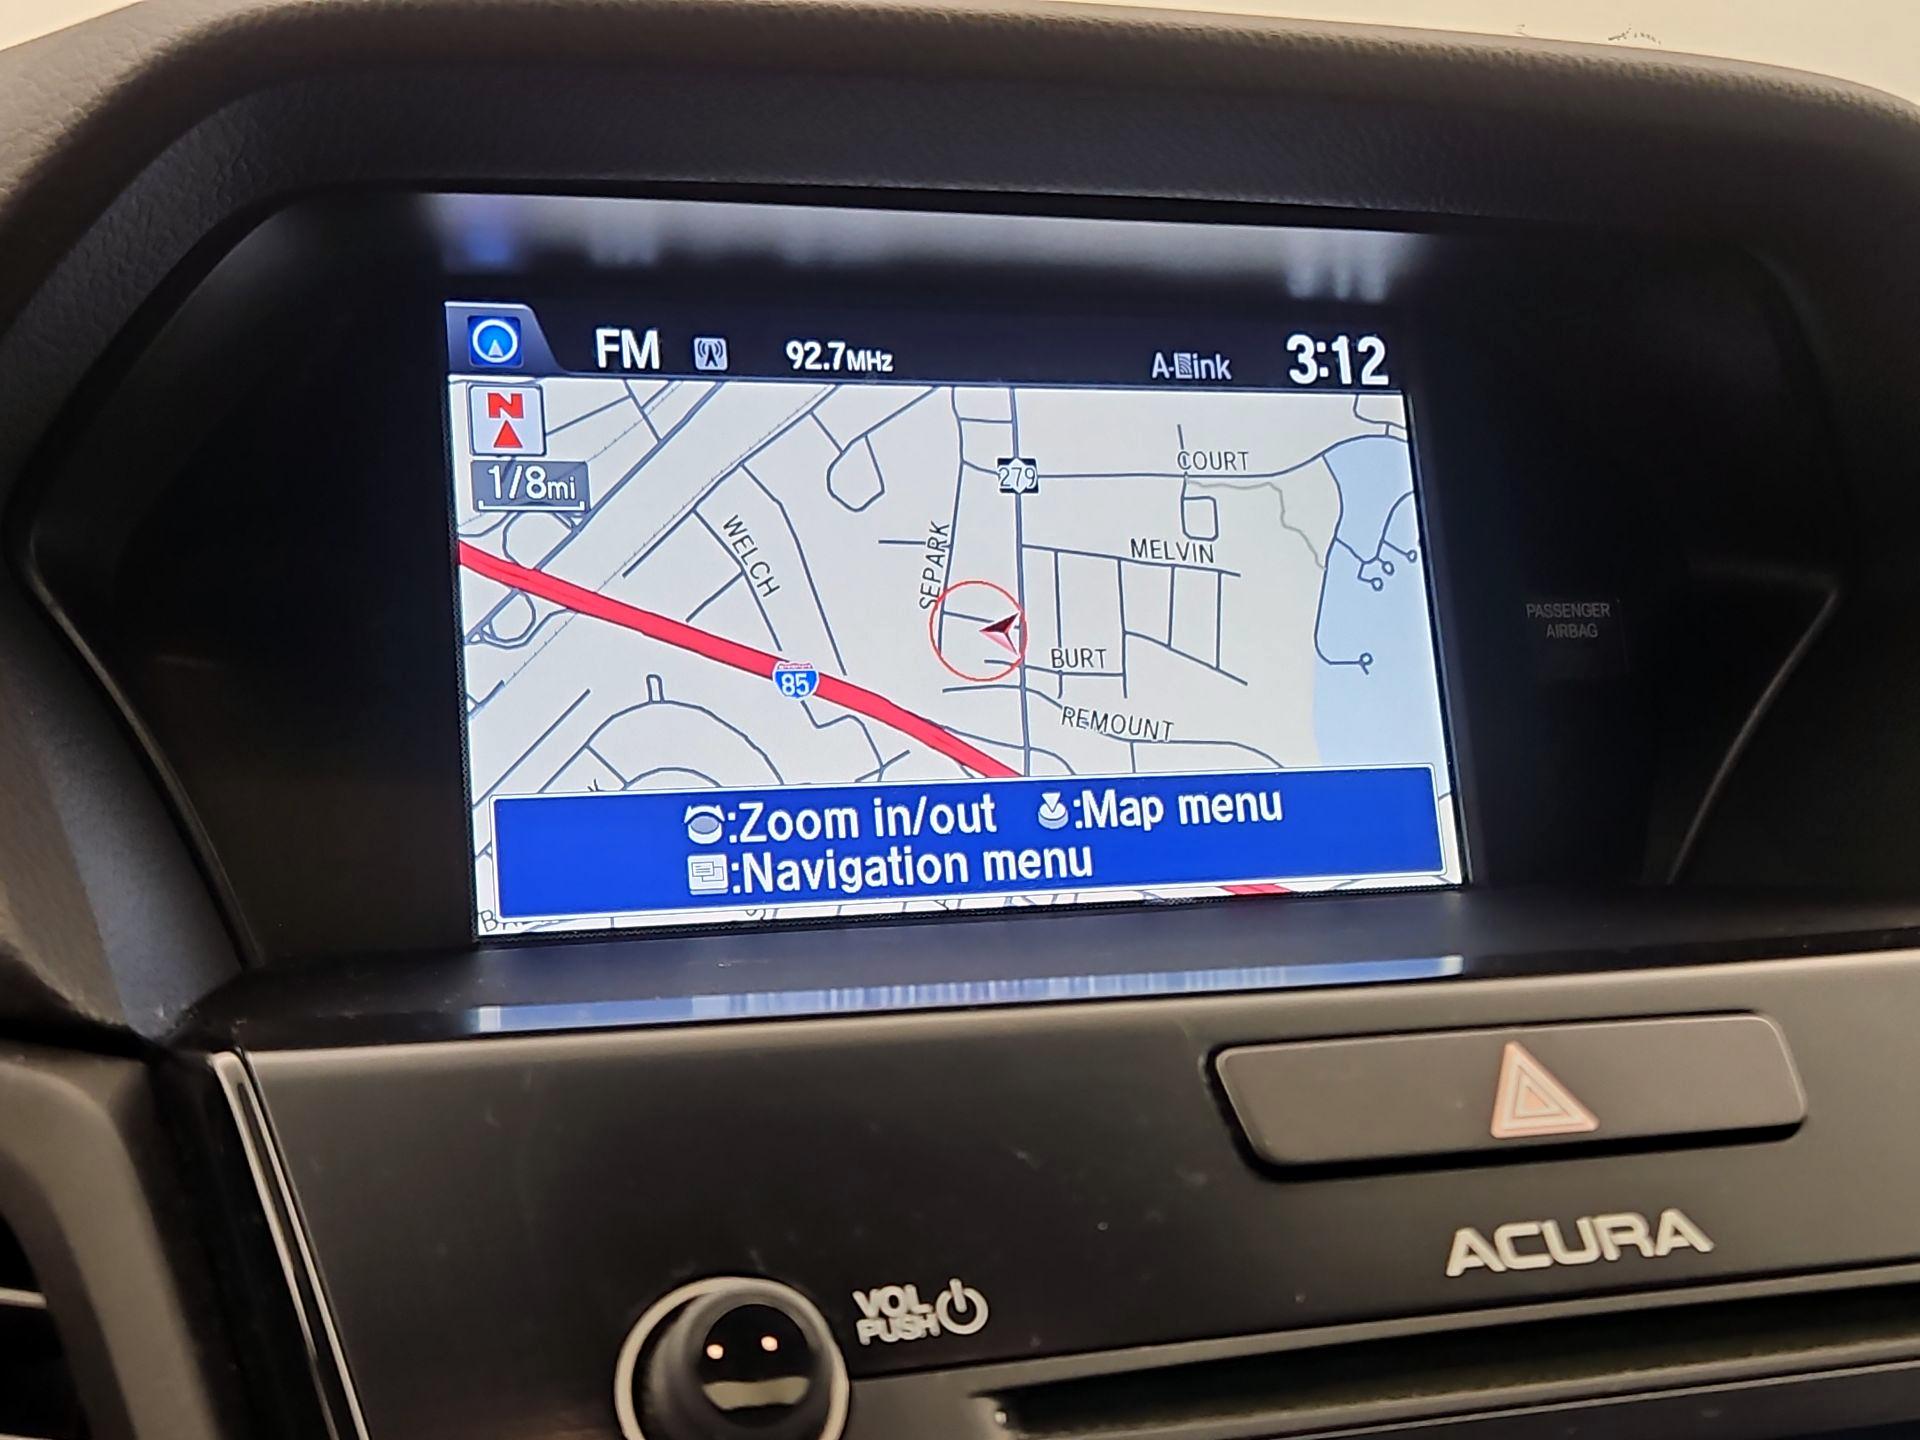 FM 92.7MHz A-Link 3:12
N
1/8mi
279
COURT
WELCH
SEPARK
MELVIN
85
BURT
REMOUNT
:Zoom in/out :Map menu
:Navigation menu
PASSENGER
AIRBAG
ACURA
VOL
PUSH